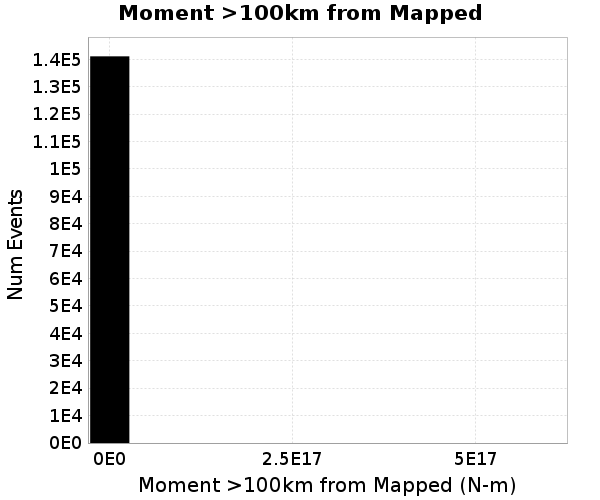 Moment >100km from Mapped
1.4E5
1.3E5
1.2E5
1.1E5
1E5
9E4
8E4
7E4
6E4
5E4
4E4
3E4
2E4
1E4
0E0
Num Events
0E0 2.5E17 5E17
Moment >100km from Mapped (N-m)